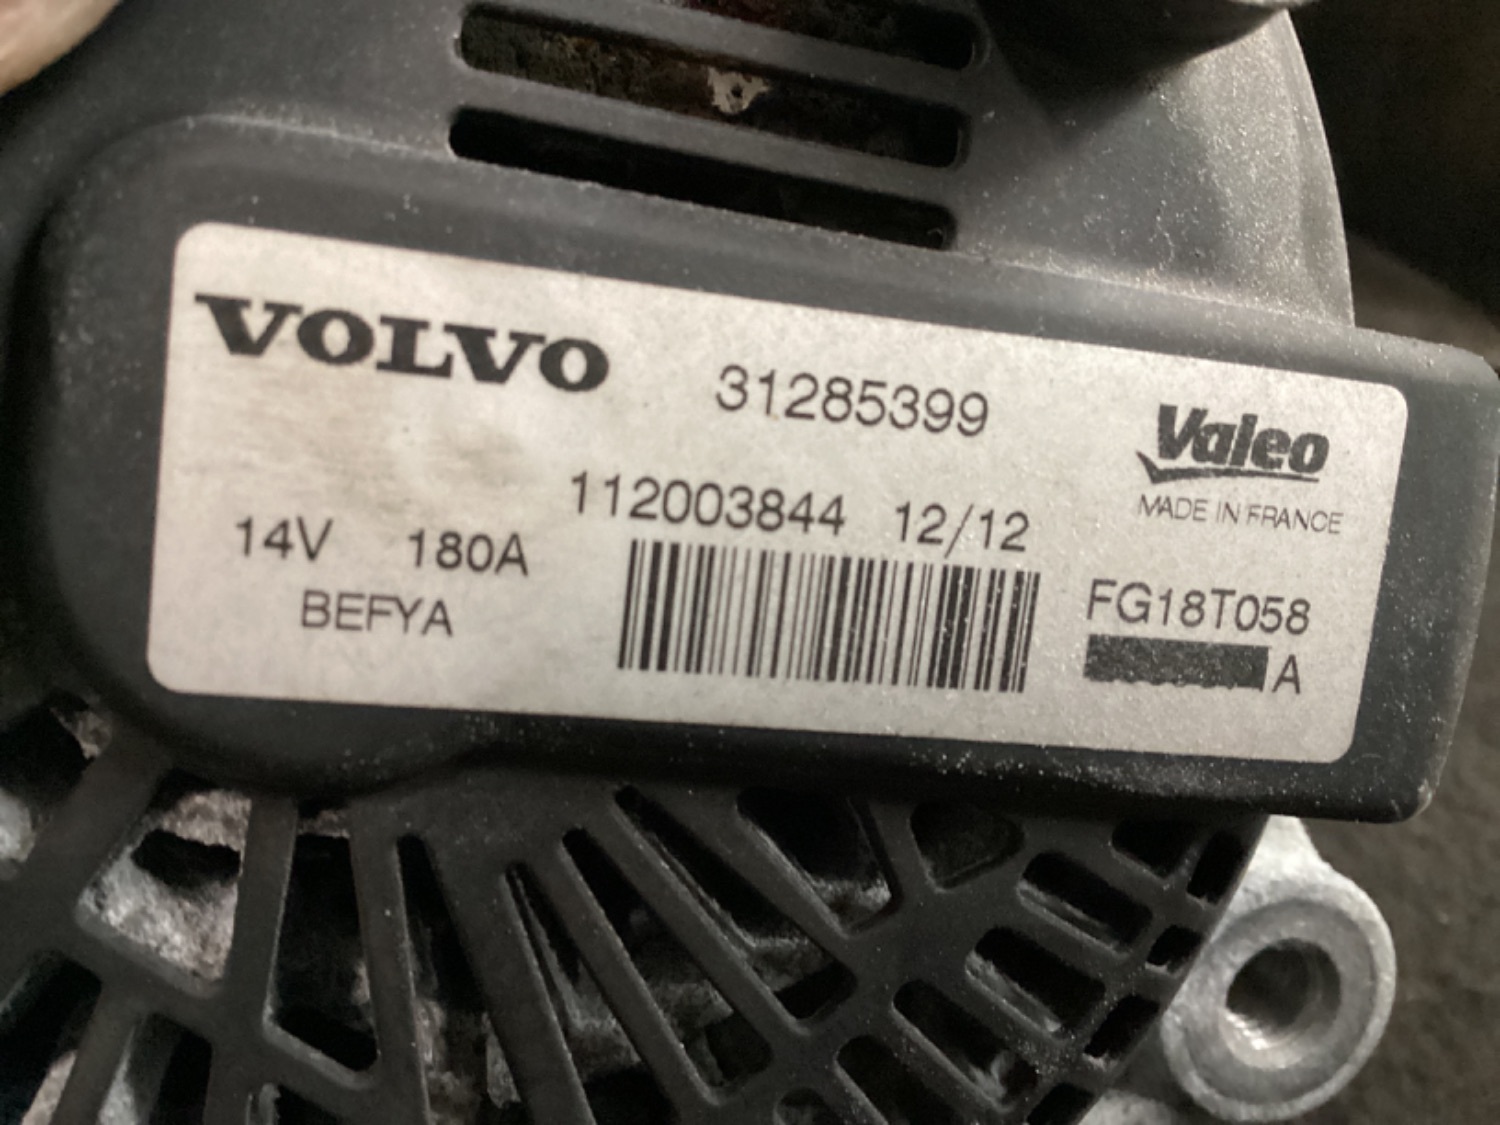 VOLVO 31285399
Valeo
MADE IN FRANCE
112003844 12/12
14V 180A
BEFYA
FG18T058
A